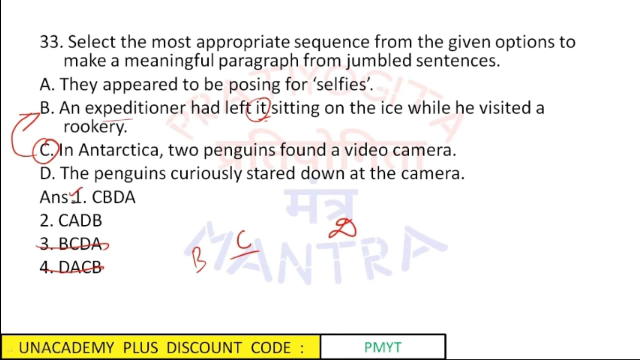 33. Select the most appropriate sequence from the given options to
make a meaningful paragraph from jumbled sentences.
A. They appeared to be posing for ‘selfies’.
B. An expeditioner had left it sitting on the ice while he visited a
rookery.
C. In Antarctica, two penguins found a video camera.
D. The penguins curiously stared down at the camera.
Ans:1. CBDA
2. CADB
3. BCDA
4. DACB
B C D
PRATIYOGITA
प्रतियोगिता
मंत्र
MANTRA
UNACADEMY PLUS DISCOUNT CODE : PMYT